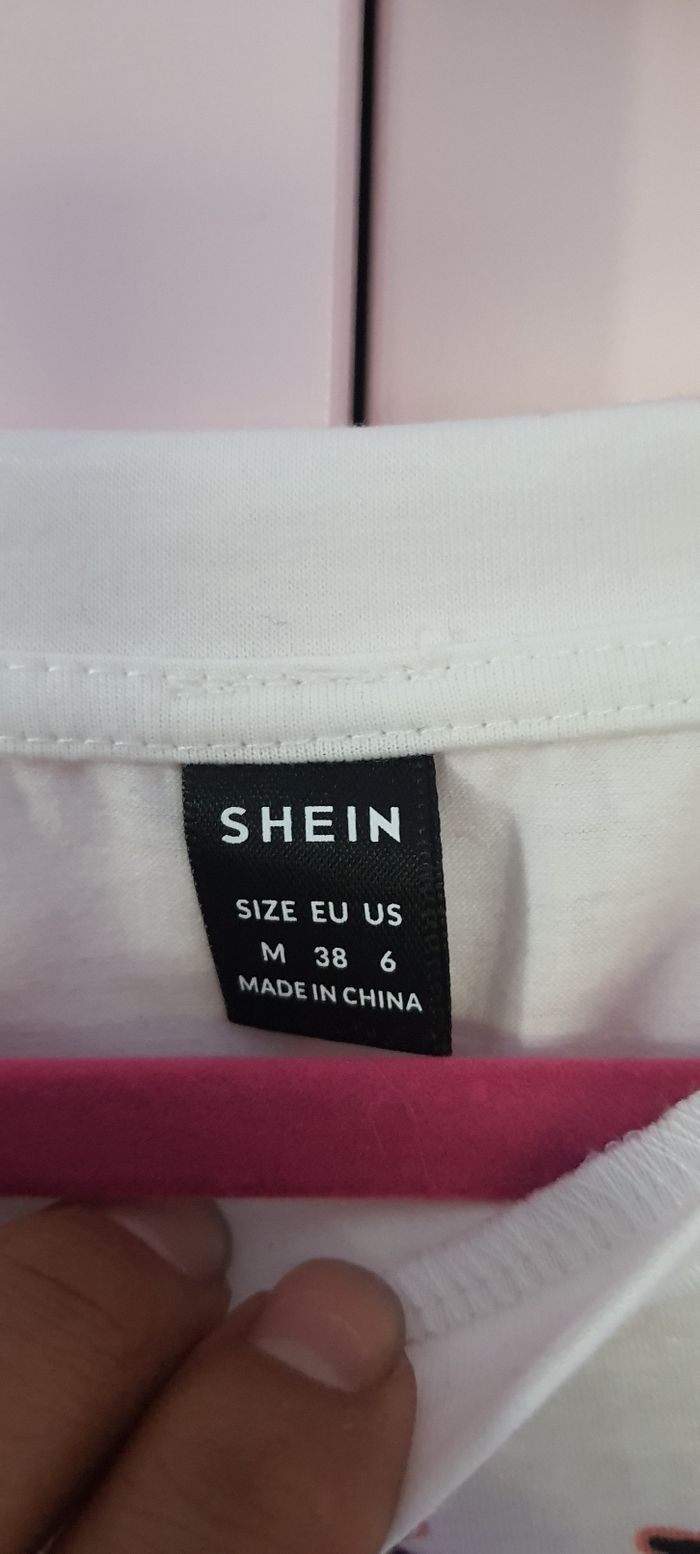 SHEIN
SIZE EU US
M 38 6
MADE IN CHINA